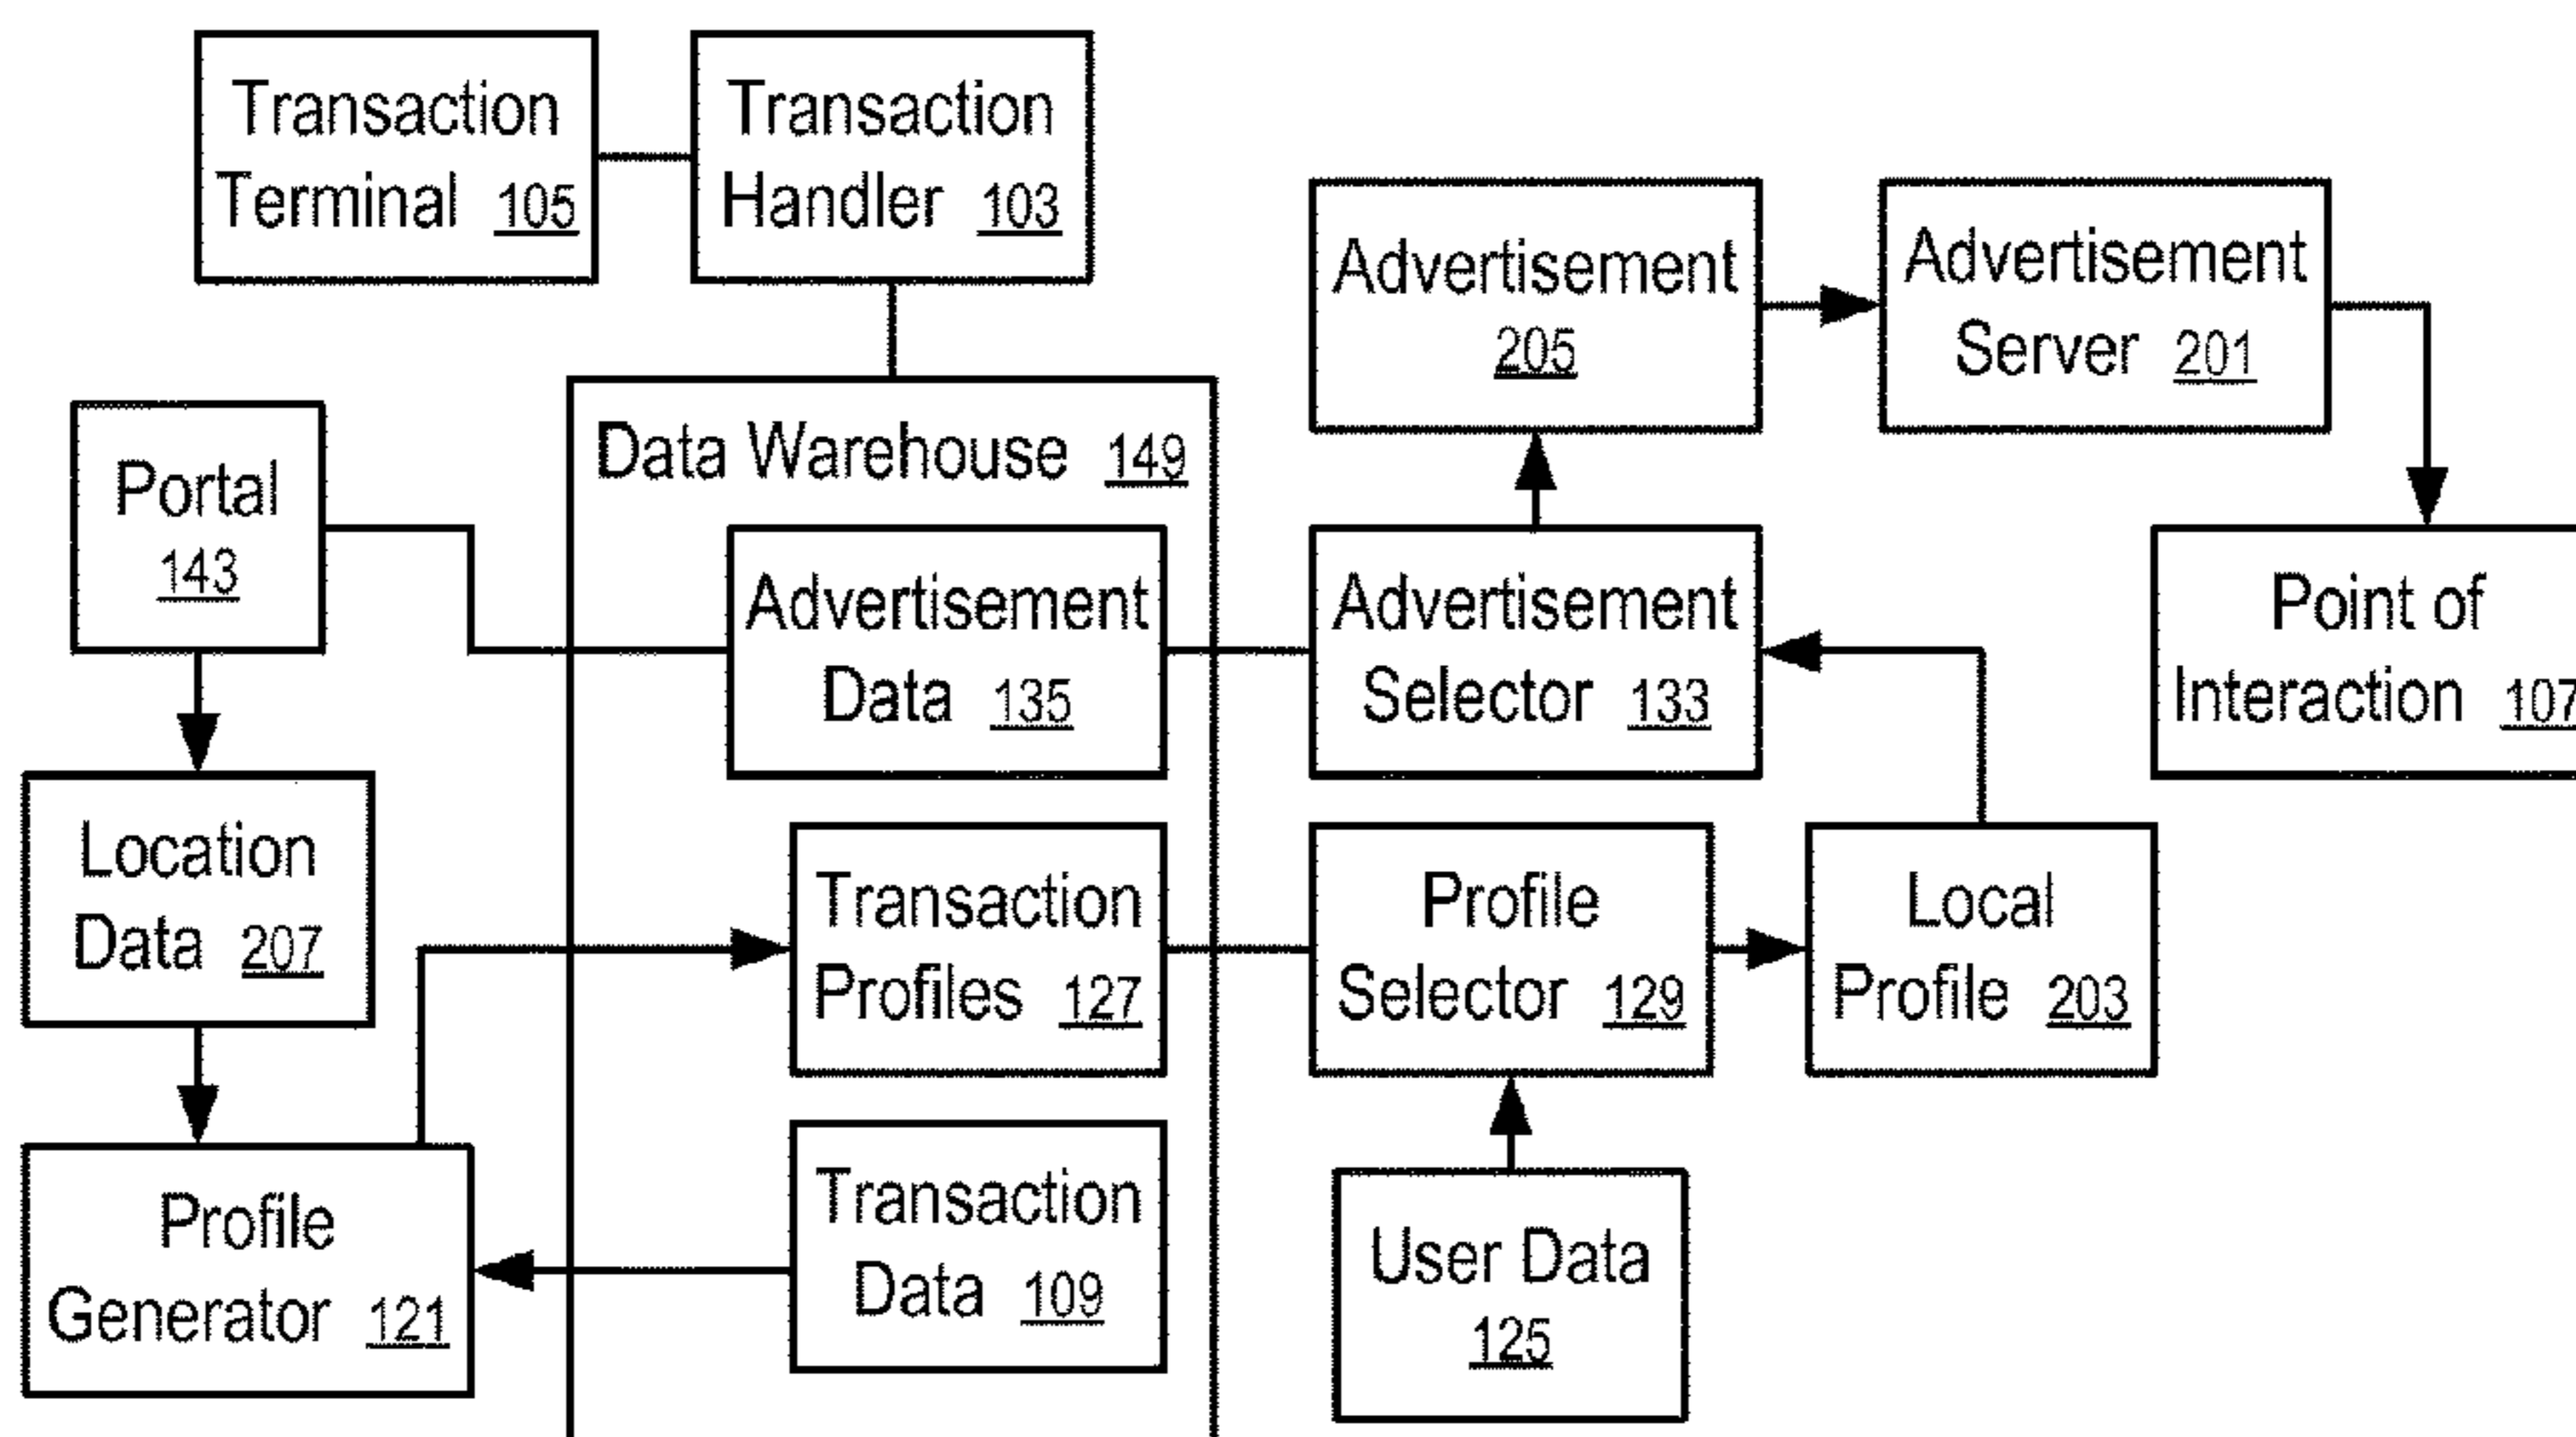 Transaction
Terminal 105
Transaction
Handler 103
Advertisement
205
Advertisement
Server 201
Portal
143
Data Warehouse 149
Advertisement
Data 135
Advertisement
Selector 133
Point of
Interaction 107
Location
Data 207
Transaction
Profiles 127
Profile
Selector 129
Local
Profile 203
Profile
Generator 121
Transaction
Data 109
User Data
125